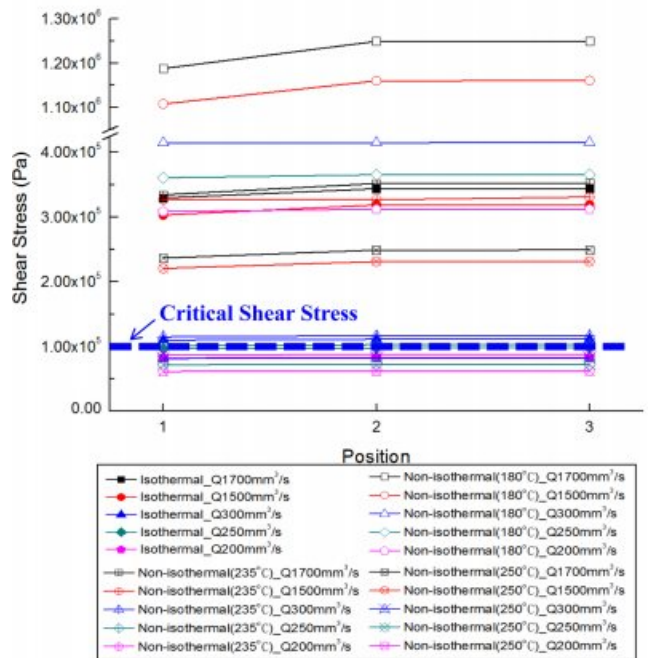 1.30x10⁶
1.20x10⁶
1.10x10⁶
4.00x10⁵
3.00x10⁵
2.00x10⁵
1.00x10⁵
0.00
Shear Stress (Pa)
Critical Shear Stress
1 2 3
Position
Isothermal_Q1700mm³/s
Isothermal_Q1500mm³/s
Isothermal_Q300mm³/s
Isothermal_Q250mm³/s
Isothermal_Q200mm³/s
Non-isothermal(235℃)_Q1700mm³/s
Non-isothermal(235℃)_Q1500mm³/s
Non-isothermal(235℃)_Q300mm³/s
Non-isothermal(235℃)_Q250mm³/s
Non-isothermal(235℃)_Q200mm³/s
Non-isothermal(180℃)_Q1700mm³/s
Non-isothermal(180℃)_Q1500mm³/s
Non-isothermal(180℃)_Q300mm³/s
Non-isothermal(180℃)_Q250mm³/s
Non-isothermal(180℃)_Q200mm³/s
Non-isothermal(250℃)_Q1700mm³/s
Non-isothermal(250℃)_Q1500mm³/s
Non-isothermal(250℃)_Q300mm³/s
Non-isothermal(250℃)_Q250mm³/s
Non-isothermal(250℃)_Q200mm³/s